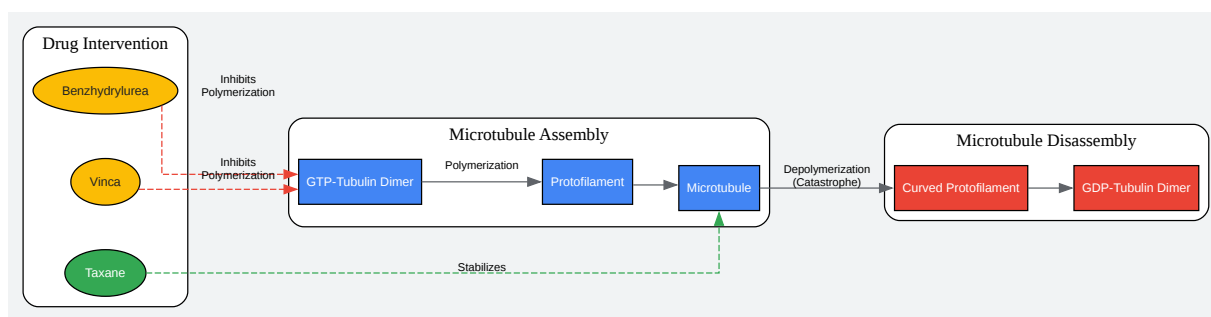 Drug Intervention
Benzhydrylurea
Inhibits
Polymerization
Vinca
Inhibits
Polymerization
Taxane
Stabilizes
Microtubule Assembly
GTP-Tubulin Dimer
Polymerization
Protofilament
Microtubule
Depolymerization
(Catastrophe)
Microtubule Disassembly
Curved Protofilament
GDP-Tubulin Dimer